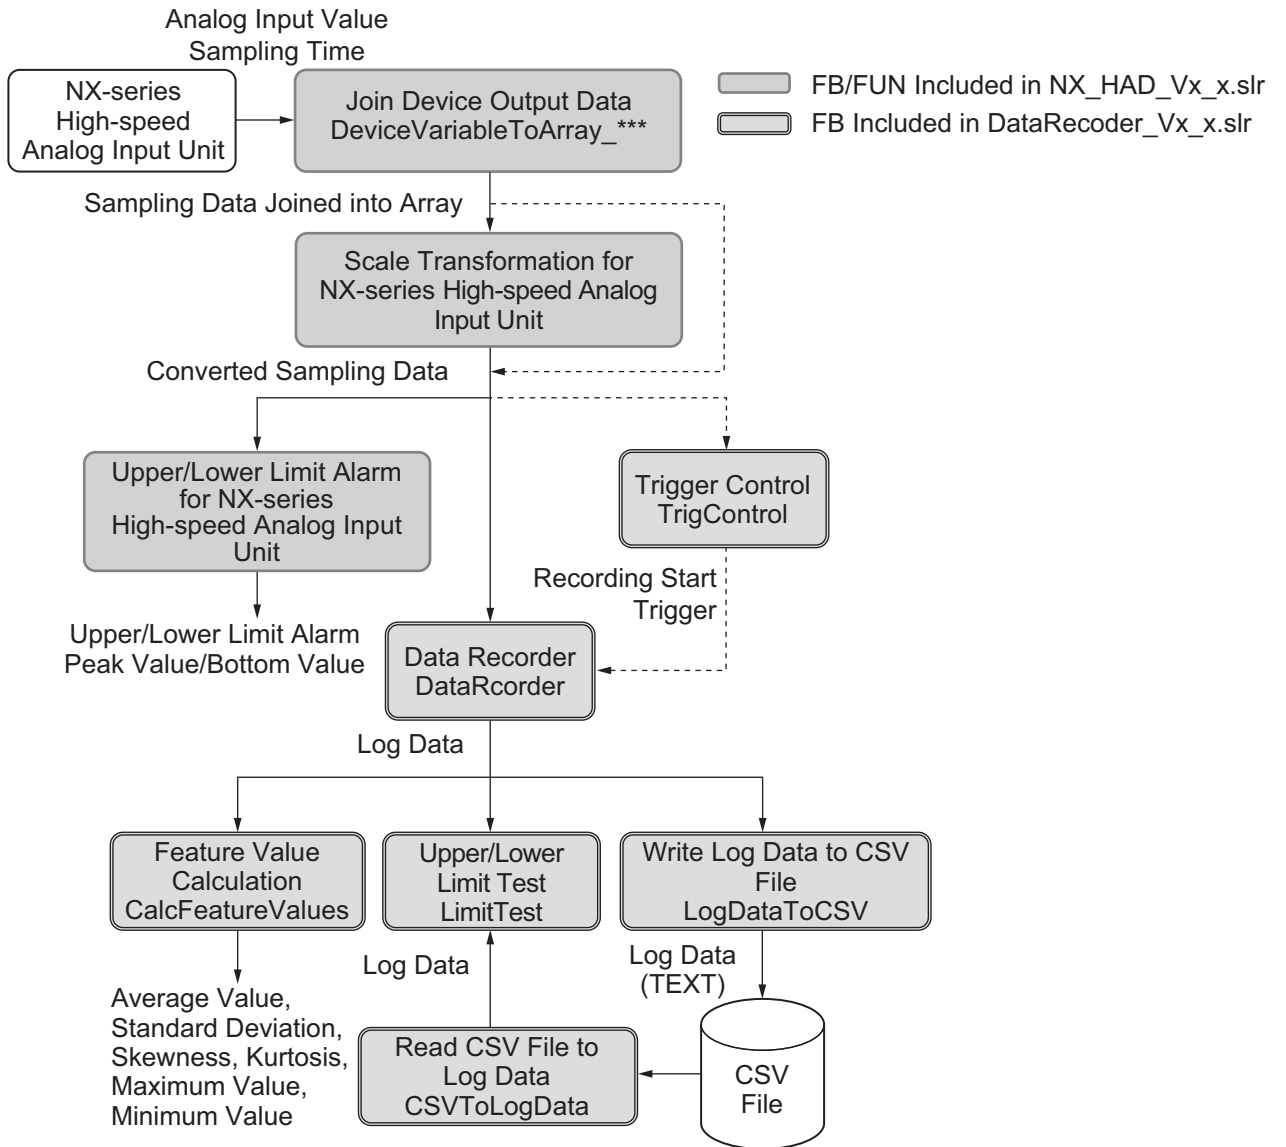 Analog Input Value
Sampling Time
NX-series
High-speed
Analog Input Unit
Join Device Output Data
DeviceVariableToArray_***
FB/FUN Included in NX_HAD_Vx_x.slr
FB Included in DataRecoder_Vx_x.slr
Sampling Data Joined into Array
Scale Transformation for
NX-series High-speed Analog
Input Unit
Converted Sampling Data
Upper/Lower Limit Alarm
for NX-series
High-speed Analog Input
Unit
Trigger Control
TrigControl
Recording Start
Trigger
Upper/Lower Limit Alarm
Peak Value/Bottom Value
Data Recorder
DataRcorder
Log Data
Feature Value
Calculation
CalcFeatureValues
Upper/Lower
Limit Test
LimitTest
Write Log Data to CSV
File
LogDataToCSV
Log Data
Log Data
(TEXT)
Average Value,
Standard Deviation,
Skewness, Kurtosis,
Maximum Value,
Minimum Value
Read CSV File to
Log Data
CSVToLogData
CSV
File